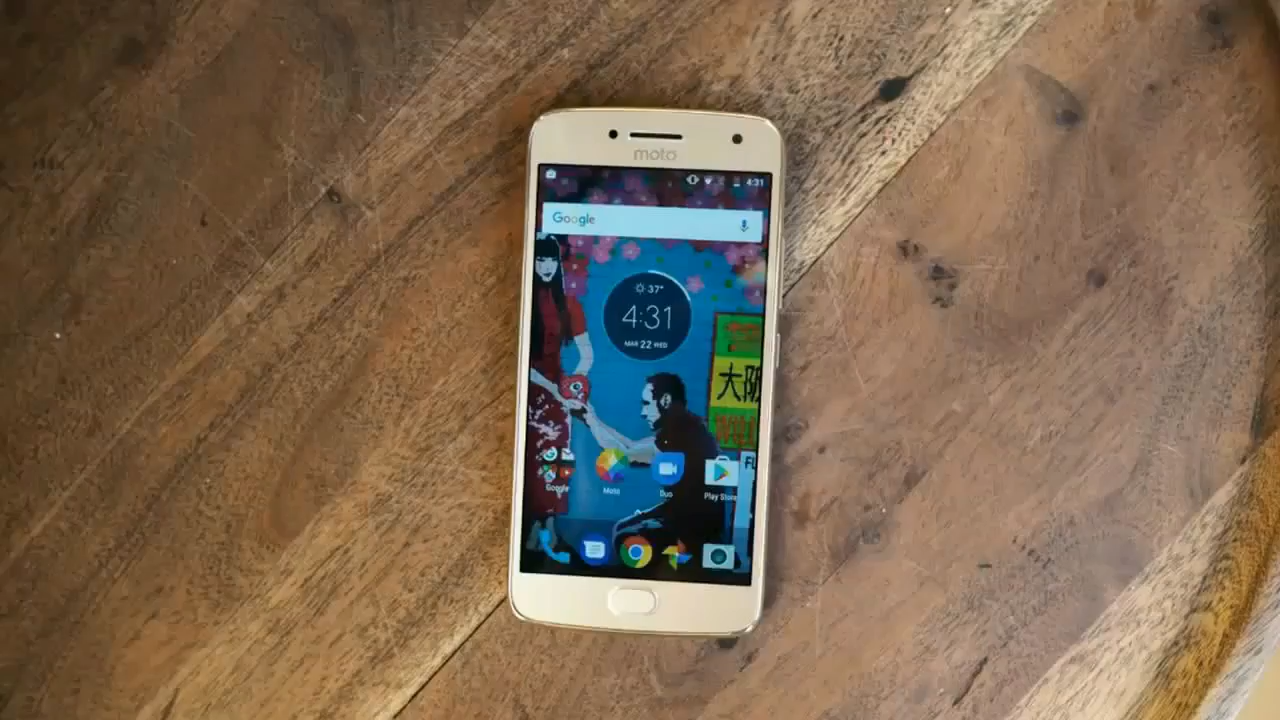 moto
4:31
Google
37°
4:31
MAR 22 WED
大阪
Google
Moto
Duo
Play Store